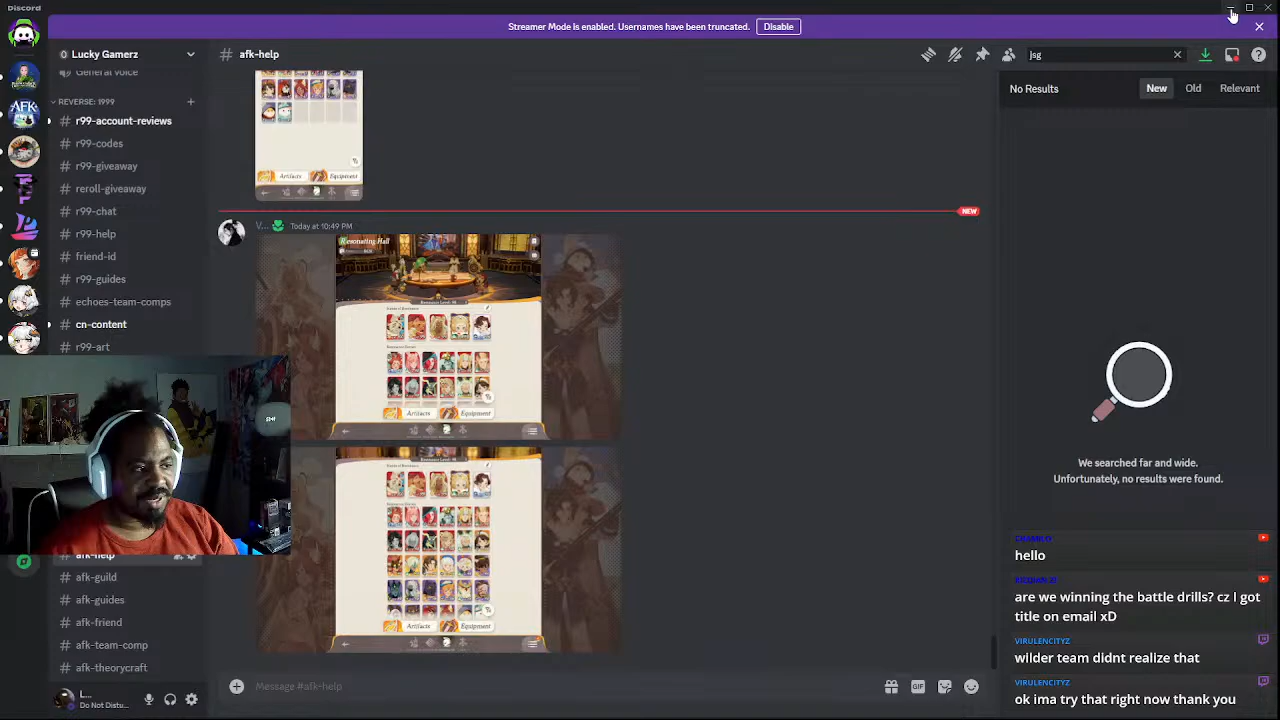 Discord
Streamer Mode is enabled. Usernames have been truncated.
Disable
Lucky Gamerz
afk-help
jsg
General Voice
REVERSE: 1999
r99-account-reviews
r99-codes
r99-giveaway
reroll-giveaway
r99-chat
r99-help
friend-id
r99-guides
echoes-team-comps
cn-content
r99-art
afk-help
afk-guild
afk-guides
afk-friend
afk-team-comp
afk-theorycraft
L...
Do Not Distu...
Artifacts
Equipment
NEW
V...
Today at 10:49 PM
Resonating Hall
Artifacts
Equipment
Artifacts
Equipment
Message #afk-help
GIF
No Results
New
Old
Relevant
We searched far and wide.
Unfortunately, no results were found.
hello
are we winning the battle drills? cz I got
title on email xD
VIRULENCITYZ
wilder team didnt realize that
VIRULENCITYZ
ok ima try that right now thank you